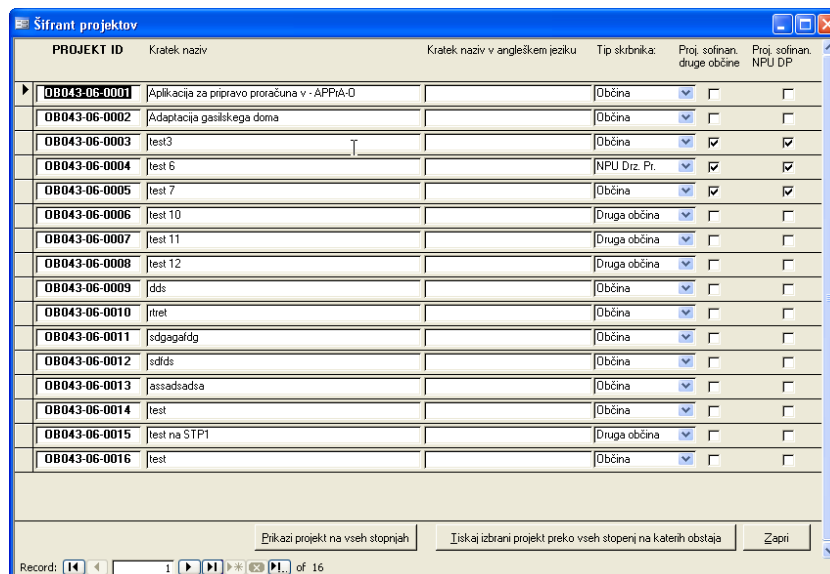 Šifrant projektov
PROJEKT ID Kratek naziv Kratek naziv v angleškem jeziku Tip skrbnika: Proj. sofinan. druge občine Proj. sofinan. NPU DP
OB043-06-0001 Aplikacija za pripravo proračuna v - APPrA-O Občina
OB043-06-0002 Adaptacija gasilskega doma Občina
OB043-06-0003 test3 Občina
OB043-06-0004 test 6 NPU Drz. Pr.
OB043-06-0005 test 7 Občina
OB043-06-0006 test 10 Druga občina
OB043-06-0007 test 11 Druga občina
OB043-06-0008 test 12 Druga občina
OB043-06-0009 dds Občina
OB043-06-0010 rtret Občina
OB043-06-0011 sdgagafdg Občina
OB043-06-0012 sdfds Občina
OB043-06-0013 assadsadsa Občina
OB043-06-0014 test Občina
OB043-06-0015 test na STP1 Druga občina
OB043-06-0016 test Občina
Prikazi projekt na vseh stopnjah Tiskaj izbrani projekt preko vseh stopenj na katerih obstaja Zapri
Record: 1 of 16